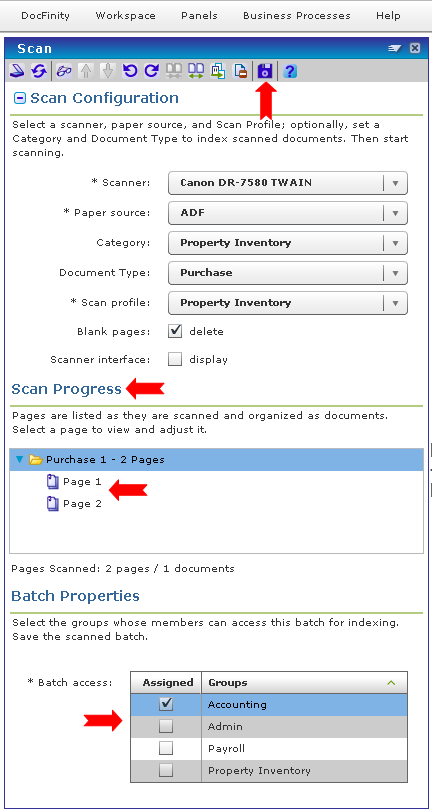 DocFinity Workspace Panels Business Processes Help
Scan
Scan Configuration
Select a scanner, paper source, and Scan Profile; optionally, set a
Category and Document Type to index scanned documents. Then start
scanning.
* Scanner: Canon DR-7580 TWAIN
* Paper source: ADF
Category: Property Inventory
Document Type: Purchase
* Scan profile: Property Inventory
Blank pages: delete
Scanner interface: display
Scan Progress
Pages are listed as they are scanned and organized as documents.
Select a page to view and adjust it.
Purchase 1 - 2 Pages
Page 1
Page 2
Pages Scanned: 2 pages / 1 documents
Batch Properties
Select the groups whose members can access this batch for indexing.
Save the scanned batch.
* Batch access: Assigned Groups
Accounting
Admin
Payroll
Property Inventory